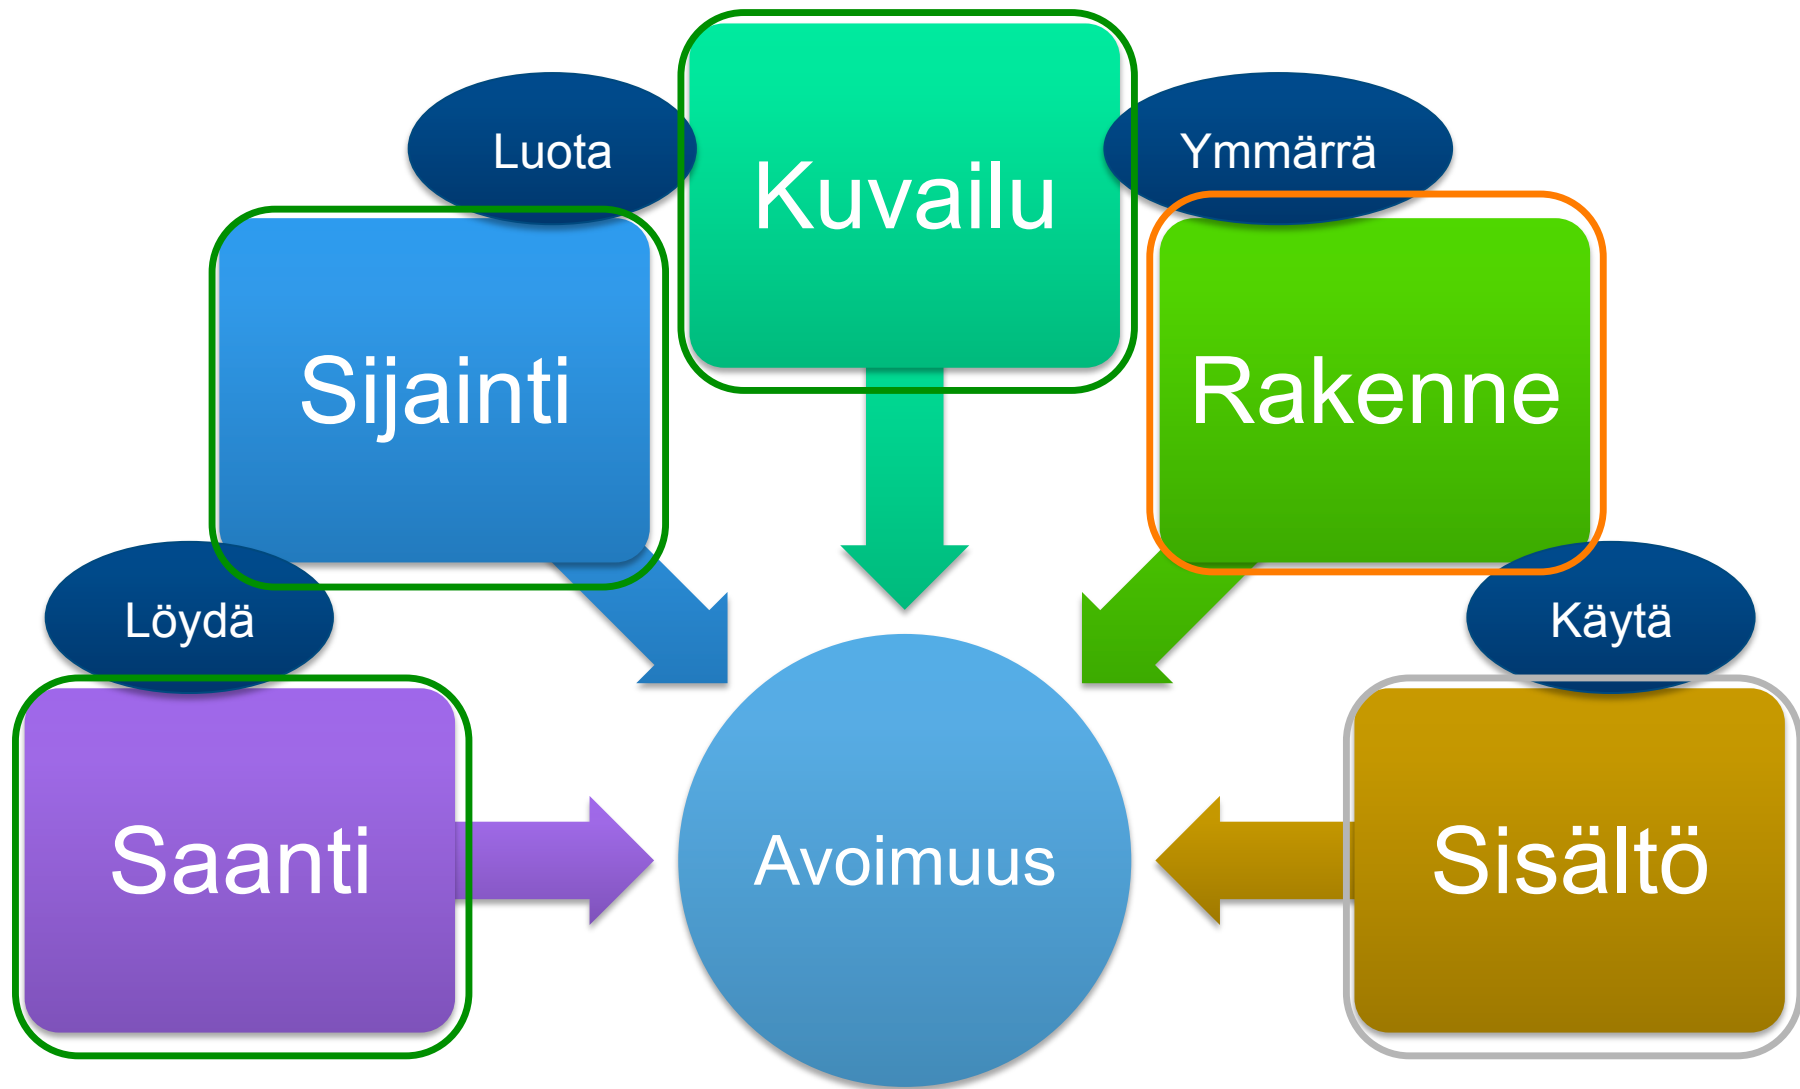 Luota
Kuvailu
Ymmärrä
Sijainti
Rakenne
Löydä
Käytä
Saanti
Avoimuus
Sisältö